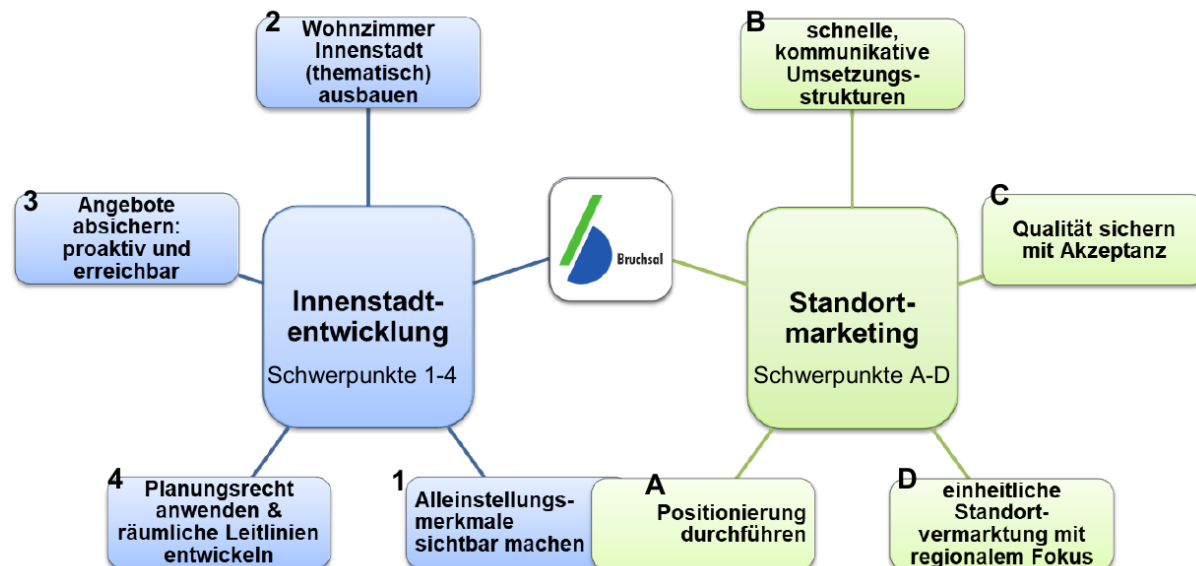 2
Wohnzimmer
Innenstadt
(thematisch)
ausbauen
B
schnelle,
kommunikative
Umsetzungs-
strukturen
3
Angebote
absichern:
proaktiv und
erreichbar
Bruchsal
C
Qualität sichern
mit Akzeptanz
Innenstadt-
entwicklung
Schwerpunkte 1-4
Standort-
marketing
Schwerpunkte A-D
4
Planungsrecht
anwenden &
räumliche Leitlinien
entwickeln
1
Alleinstellungs-
merkmale
sichtbar machen
A
Positionierung
durchführen
D
einheitliche
Standort-
vermarktung mit
regionalem Fokus